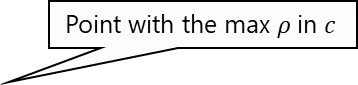 Point with the max ρ in c